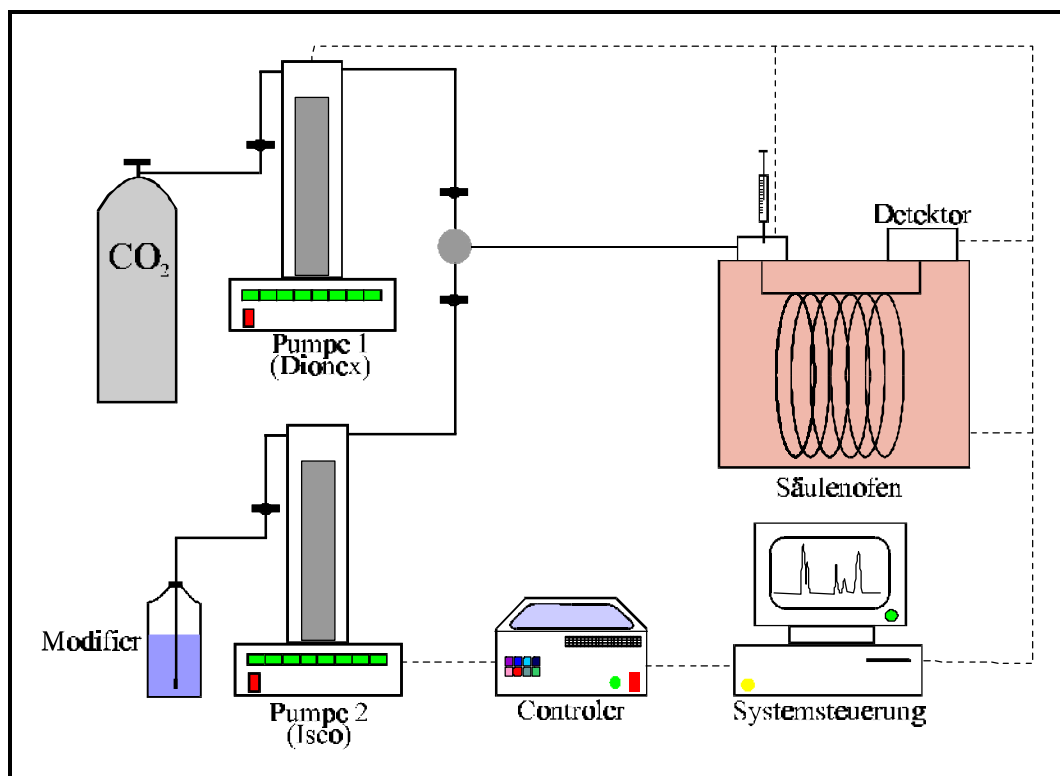 CO₂
Pumpe 1
(Dionex)
Detektor
Säulenofen
Modifier
Pumpe 2
(Isco)
Controler
Systemsteuerung